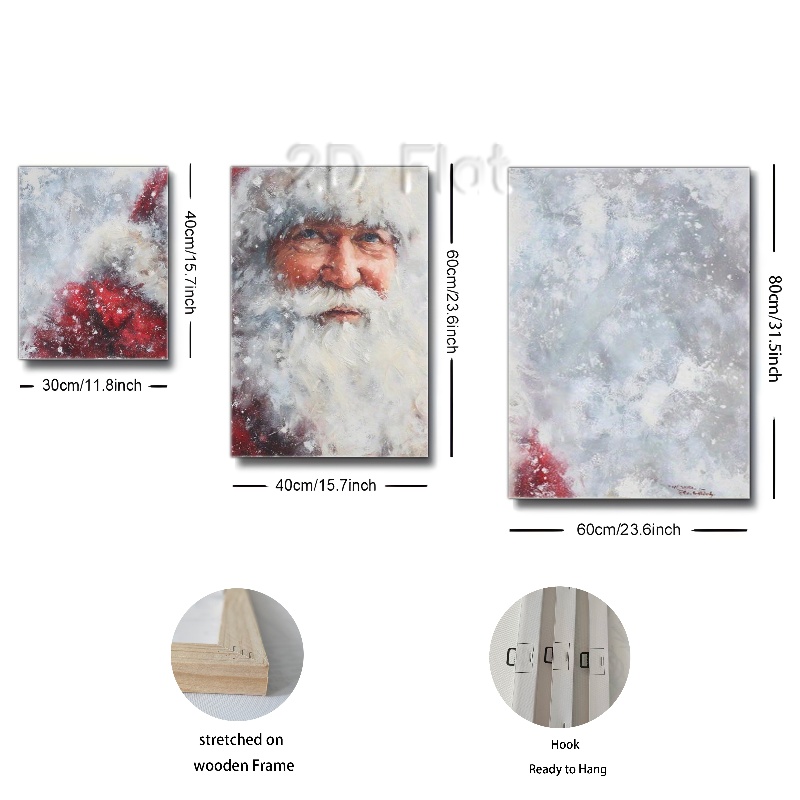 2D Flat
40cm/15.7inch
60cm/23.6inch
80cm/31.5inch
30cm/11.8inch
40cm/15.7inch
60cm/23.6inch
stretched on
wooden Frame
Hook
Ready to Hang